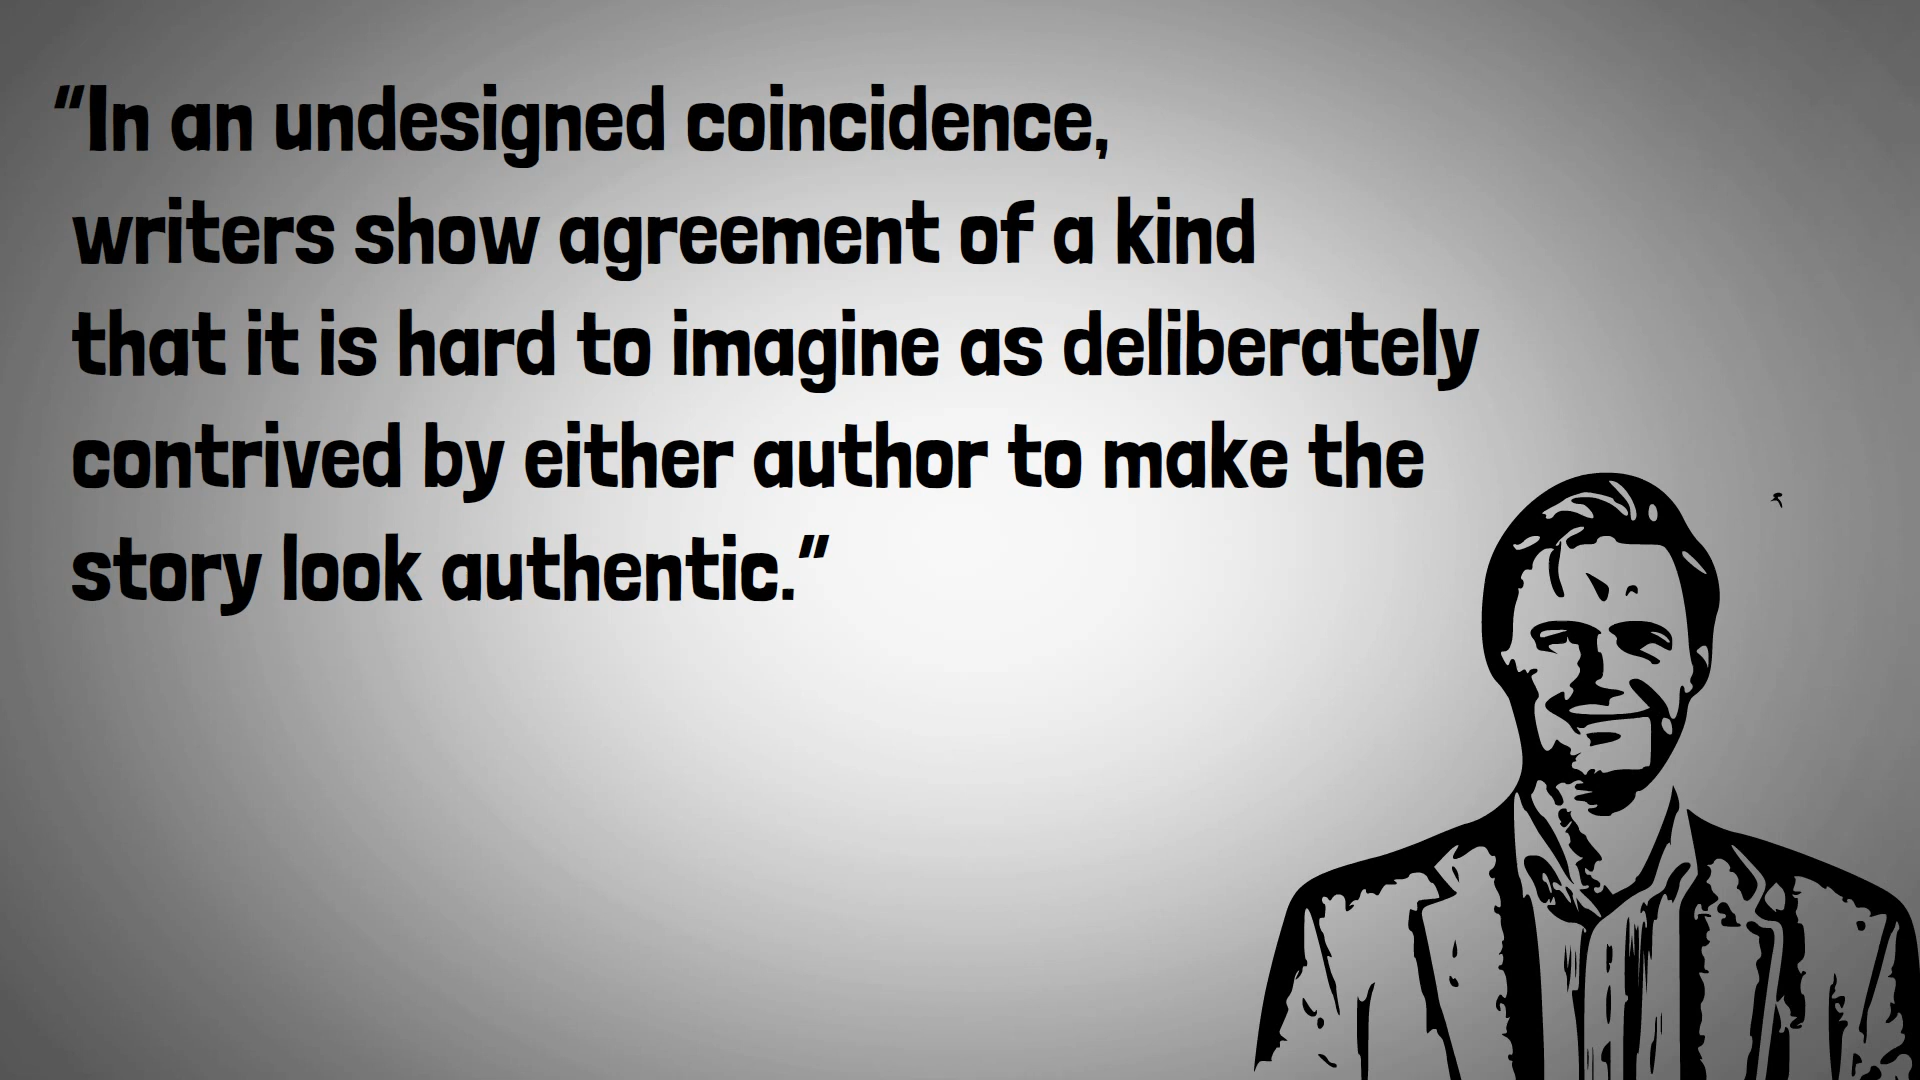 "In an undesigned coincidence,
writers show agreement of a kind
that it is hard to imagine as deliberately
contrived by either author to make the
story look authentic."